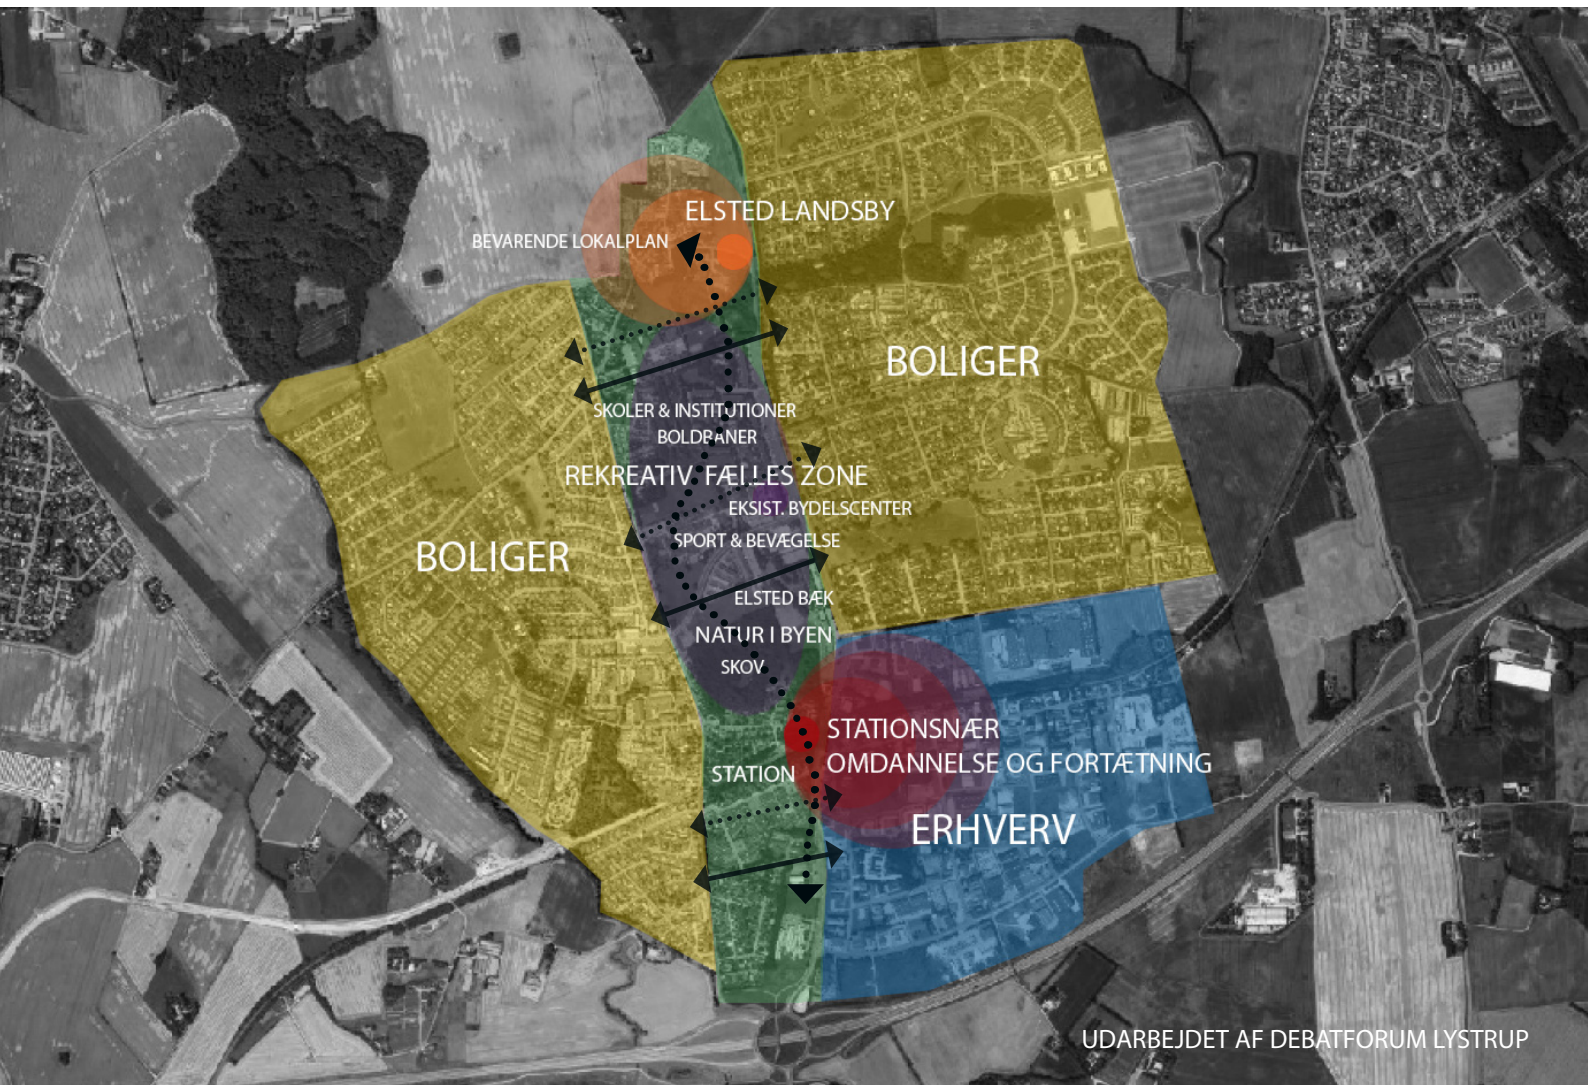 ELSTED LANDSBY
BEVARENDE LOKALPLAN
BOLIGER
SKOLER & INSTITUTIONER
BOLDBANER
REKREATIV FÆLLES ZONE
EKSIST. BYDELSCENTER
SPORT & BEVÆGELSE
BOLIGER
ELSTED BÆK
NATUR I BYEN
SKOV
STATIONSNÆR
OMDANNELSE OG FORTÆTNING
STATION
ERHVERV
UDARBEJDET AF DEBATFORUM LYSTRUP